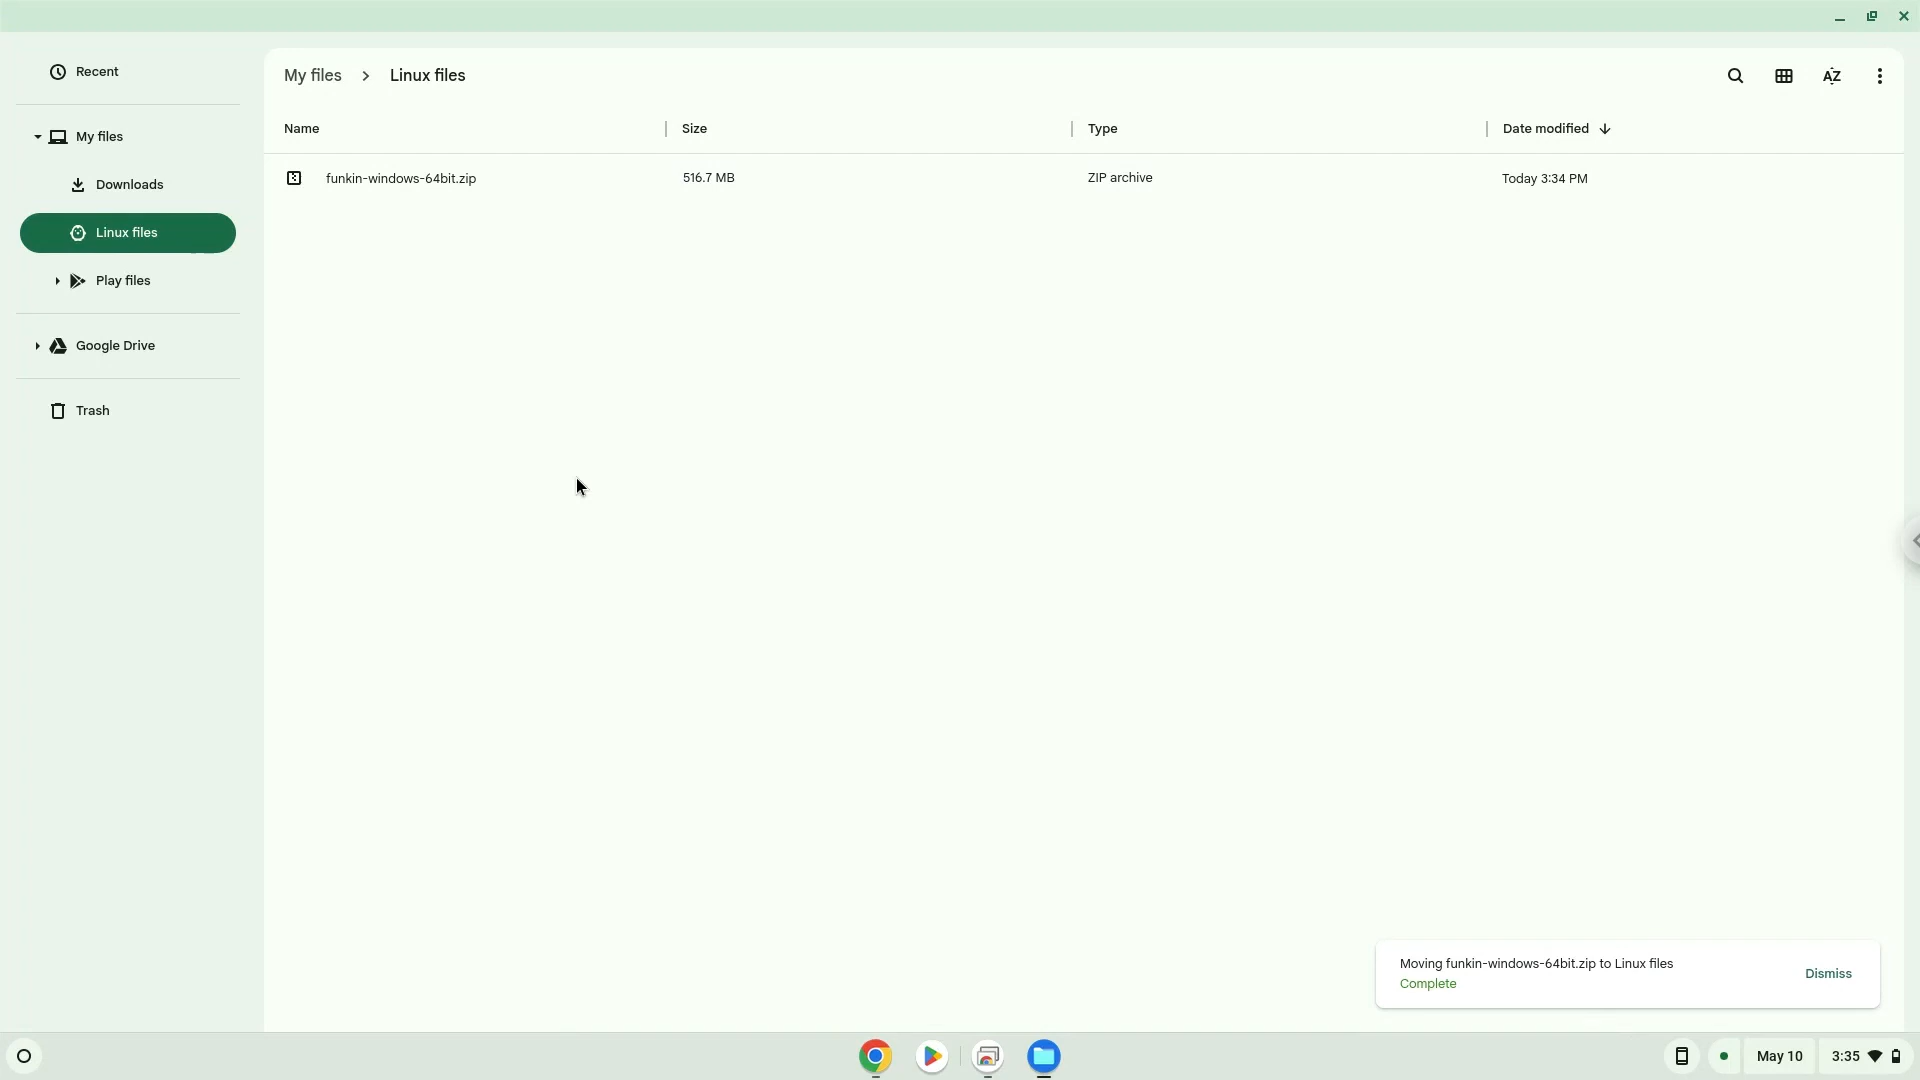 Recent
My files
Downloads
Linux files
Play files
Google Drive
Trash
My files > Linux files
AZ
Name Size Type Date modified
funkin-windows-64bit.zip 516.7 MB ZIP archive Today 3:34 PM
Moving funkin-windows-64bit.zip to Linux files
Complete
Dismiss
May 10 3:35